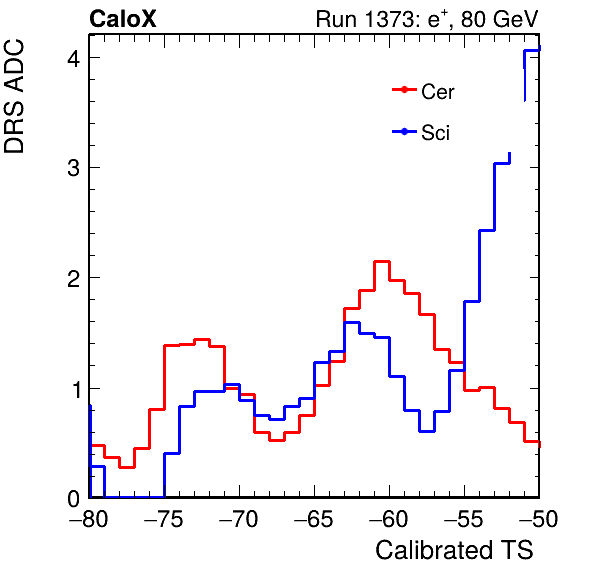 CaloX Run 1373: e⁺, 80 GeV
DRS ADC
Cer
Sci
4
3
2
1
0
−80 −75 −70 −65 −60 −55 −50
Calibrated TS